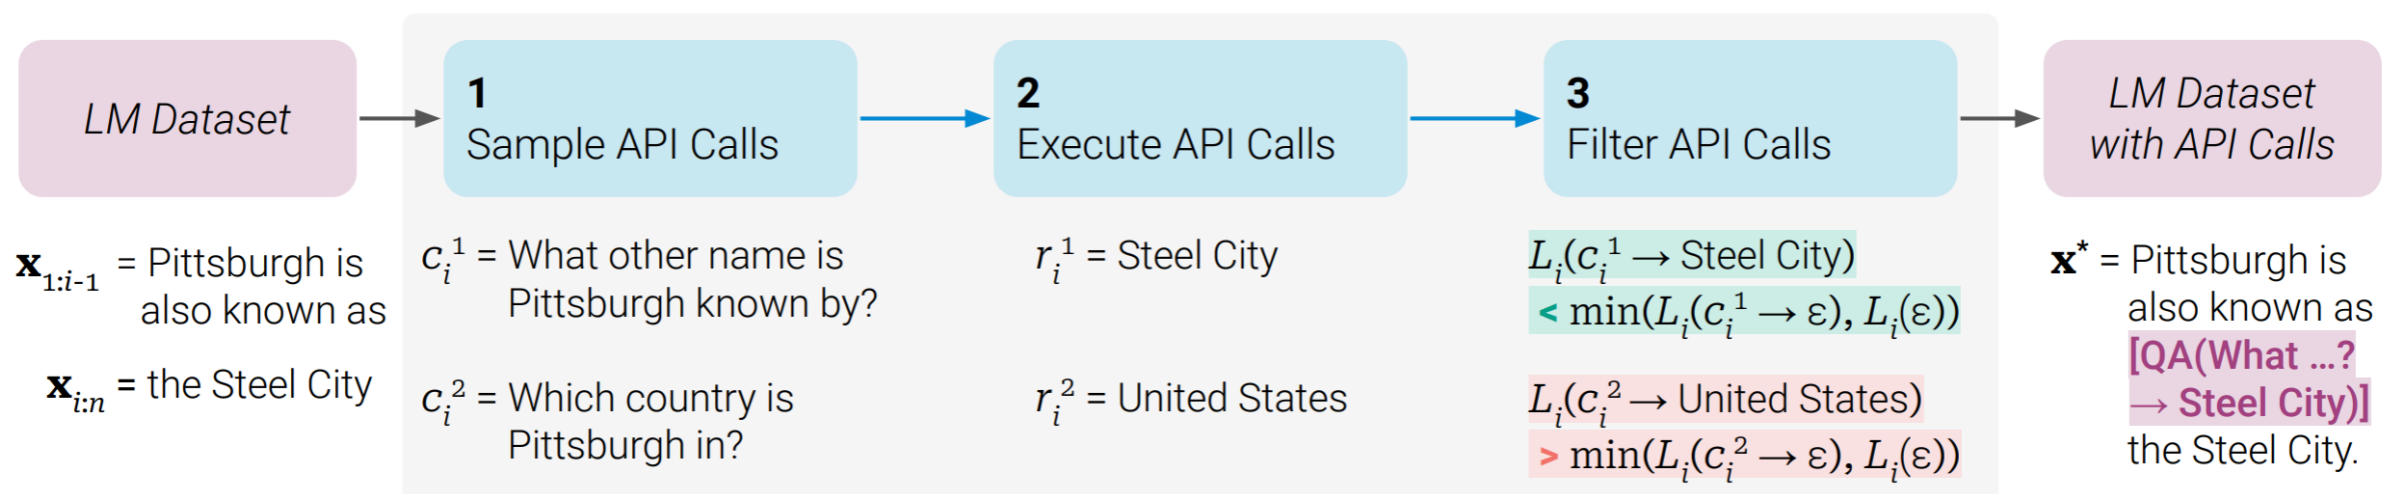 LM Dataset
1
Sample API Calls
2
Execute API Calls
3
Filter API Calls
LM Dataset
with API Calls
x1:i-1 = Pittsburgh is
also known as
xi:n = the Steel City
ci1 = What other name is
Pittsburgh known by?
ci2 = Which country is
Pittsburgh in?
ri1 = Steel City
ri2 = United States
Li(ci1 → Steel City)
< min(Li(ci1 → ε), Li(ε))
Li(ci2 → United States)
> min(Li(ci2 → ε), Li(ε))
x* = Pittsburgh is
also known as
[QA(What ...?
→ Steel City)]
the Steel City.